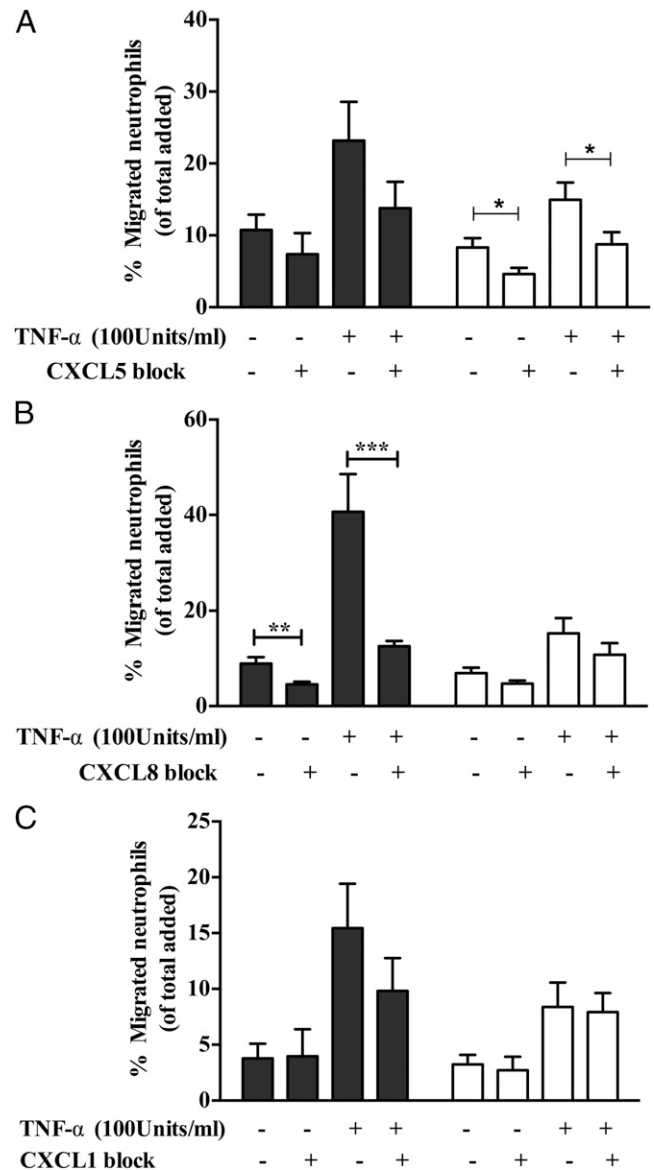 A
% Migrated neutrophils
(of total added)
40
30
20
10
0
*
*
TNF-α (100Units/ml) - - + + - - + +
CXCL5 block - + - + - + - +
B
% Migrated neutrophils
(of total added)
60
40
20
0
**
***
TNF-α (100Units/ml) - - + + - - + +
CXCL8 block - + - + - + - +
C
% Migrated neutrophils
(of total added)
25
20
15
10
5
0
TNF-α (100Units/ml) - - + + - - + +
CXCL1 block - + - + - + - +